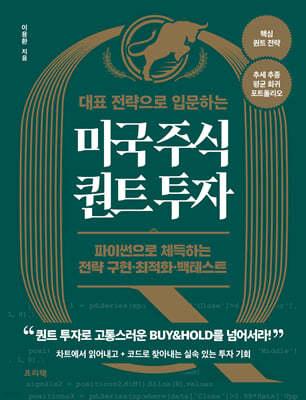 이용환 지음
핵심
퀀트 전략
추세 추종
평균 회귀
포트폴리오
대표 전략으로 입문하는
미국 주식
퀀트 투자
파이썬으로 체득하는
전략 구현·최적화·백테스트
“퀀트 투자로 고통스러운 BUY&HOLD를 넘어서라!”
차트에서 읽어내고 + 코드로 찾아내는 실속 있는 투자 기회
프리렉